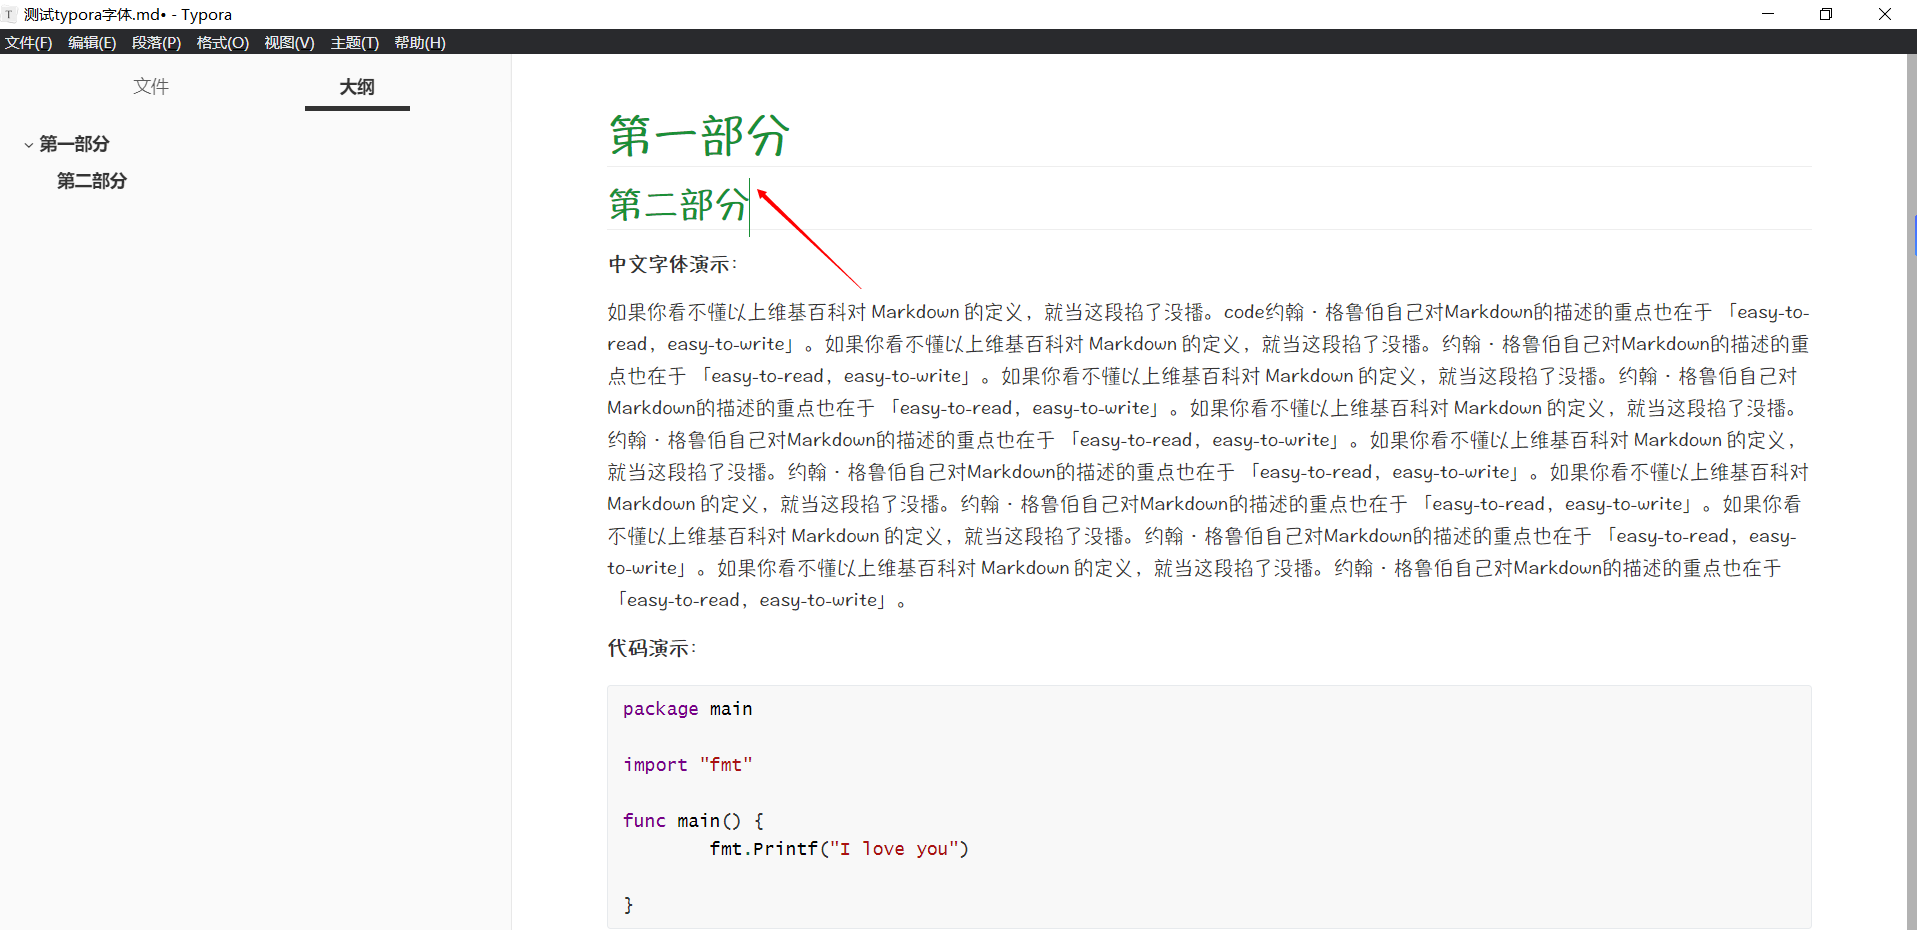 测试typora字体.md• - Typora
文件(F) 编辑(E) 段落(P) 格式(O) 视图(V) 主题(T) 帮助(H)
文件 大纲
第一部分
第二部分
第一部分
第二部分
中文字体演示：
如果你看不懂以上维基百科对 Markdown 的定义，就当这段掐了没播。code约翰·格鲁伯自己对Markdown的描述的重点也在于 「easy-to-
read，easy-to-write」。如果你看不懂以上维基百科对 Markdown 的定义，就当这段掐了没播。约翰·格鲁伯自己对Markdown的描述的重
点也在于 「easy-to-read，easy-to-write」。如果你看不懂以上维基百科对 Markdown 的定义，就当这段掐了没播。约翰·格鲁伯自己对
Markdown的描述的重点也在于 「easy-to-read，easy-to-write」。如果你看不懂以上维基百科对 Markdown 的定义，就当这段掐了没播。
约翰·格鲁伯自己对Markdown的描述的重点也在于 「easy-to-read，easy-to-write」。如果你看不懂以上维基百科对 Markdown 的定义，
就当这段掐了没播。约翰·格鲁伯自己对Markdown的描述的重点也在于 「easy-to-read，easy-to-write」。如果你看不懂以上维基百科对
Markdown 的定义，就当这段掐了没播。约翰·格鲁伯自己对Markdown的描述的重点也在于 「easy-to-read，easy-to-write」。如果你看
不懂以上维基百科对 Markdown 的定义，就当这段掐了没播。约翰·格鲁伯自己对Markdown的描述的重点也在于 「easy-to-read，easy-
to-write」。如果你看不懂以上维基百科对 Markdown 的定义，就当这段掐了没播。约翰·格鲁伯自己对Markdown的描述的重点也在于
「easy-to-read，easy-to-write」。
代码演示：
package main
import "fmt"
func main() {
fmt.Printf("I love you")
}